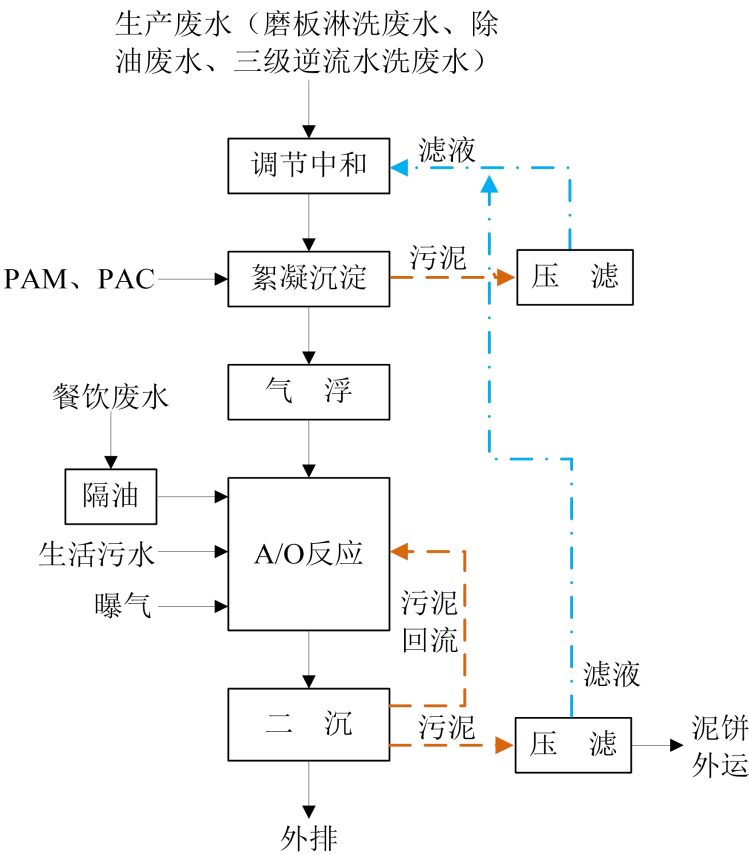 生产废水（磨板淋洗废水、除
油废水、三级逆流水洗废水）
调节中和
滤液
PAM、PAC
絮凝沉淀
污泥
压 滤
气 浮
餐饮废水
隔油
生活污水
曝气
A/O反应
污泥
回流
二 沉
污泥
滤液
压 滤
泥饼
外运
外排